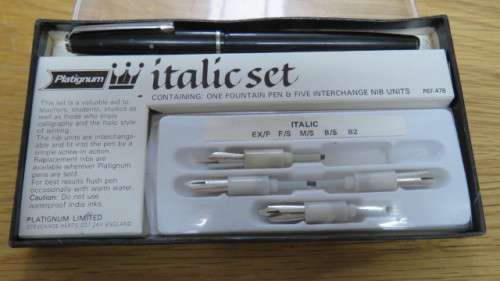 Platignum
italic set
CONTAINING: ONE FOUNTAIN PEN & FIVE INTERCHANGE NIB UNITS REF.478
This set is a valuable aid to
teachers, students, studios as
well as those who enjoy
calligraphy and the italic style
of writing.
The nib units are interchange-
able and fit into the pen by a
simple screw-in action.
Replacement nibs are
available wherever Platignum
pens are sold.
For best results flush pen
occasionally with warm water.
Caution: Do not use
waterproof India inks.
PLATIGNUM LIMITED
STEVENAGE HERTS ENGLAND
ITALIC
EX/F F/S M/S B/S B2